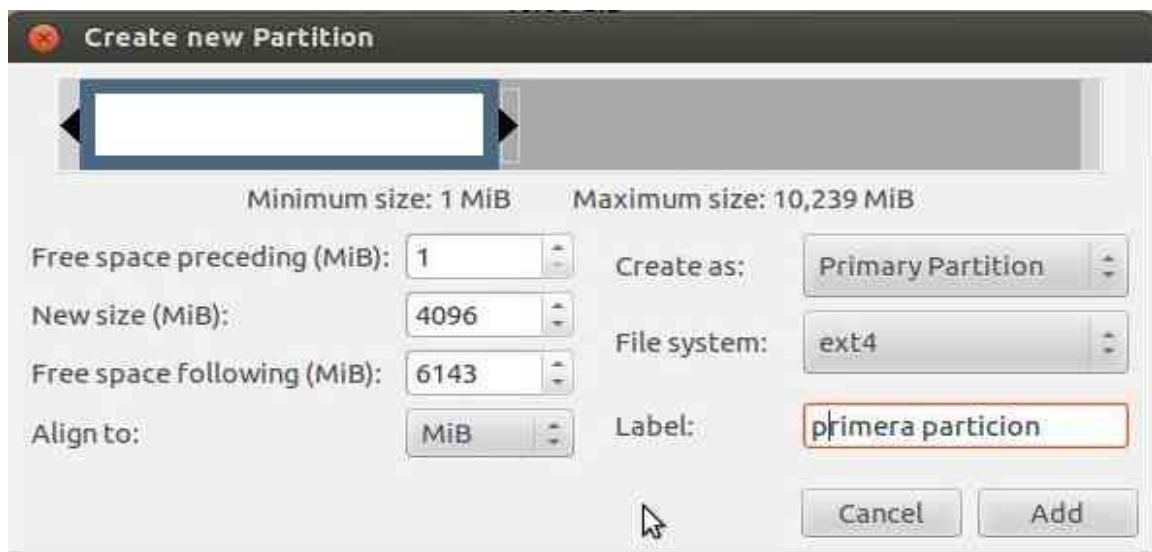 Create new Partition
Minimum size: 1 MiB Maximum size: 10,239 MiB
Free space preceding (MiB): 1
New size (MiB): 4096
Free space following (MiB): 6143
Align to: MiB
Create as: Primary Partition
File system: ext4
Label: primera particion
Cancel Add